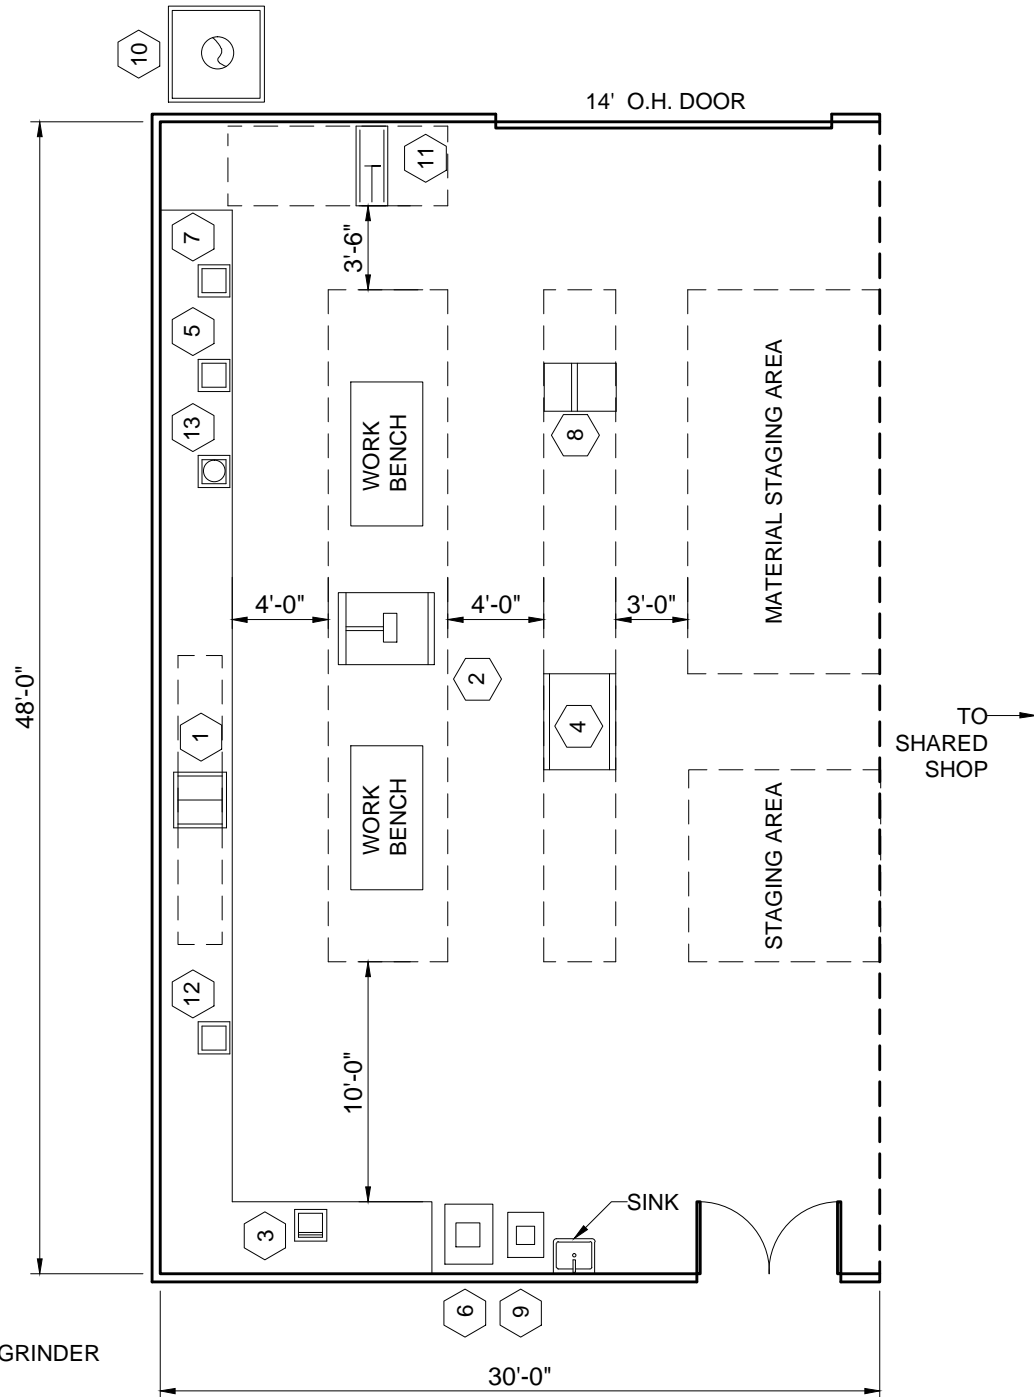 10
14' O.H. DOOR
11
7
3'-6"
5
MATERIAL STAGING AREA
13
WORK
BENCH
8
4'-0"
4'-0"
3'-0"
2
48'-0"
1
4
TO
SHARED
SHOP
WORK
BENCH
STAGING AREA
12
10'-0"
SINK
3
6
9
GRINDER
30'-0"